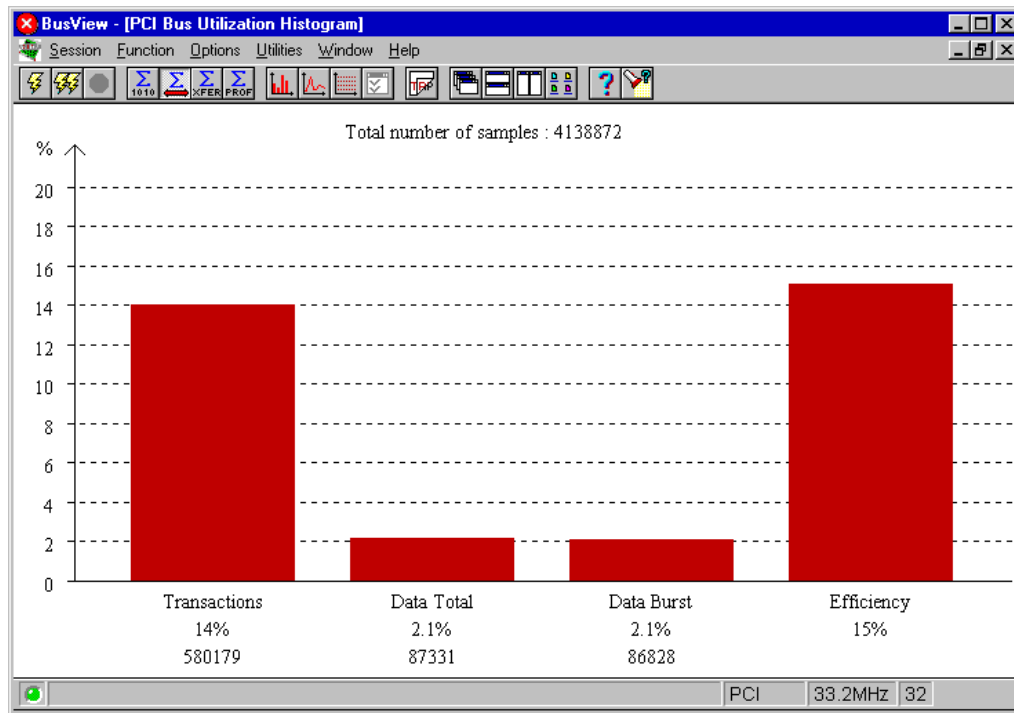 BusView - [PCI Bus Utilization Histogram]
Session Function Options Utilities Window Help
Σ 1010 Σ Σ XFER Σ PROF TRP ? ?
Total number of samples : 4138872
%
20
18
16
14
12
10
8
6
4
2
0
Transactions Data Total Data Burst Efficiency
14% 2.1% 2.1% 15%
580179 87331 86828
PCI 33.2MHz 32